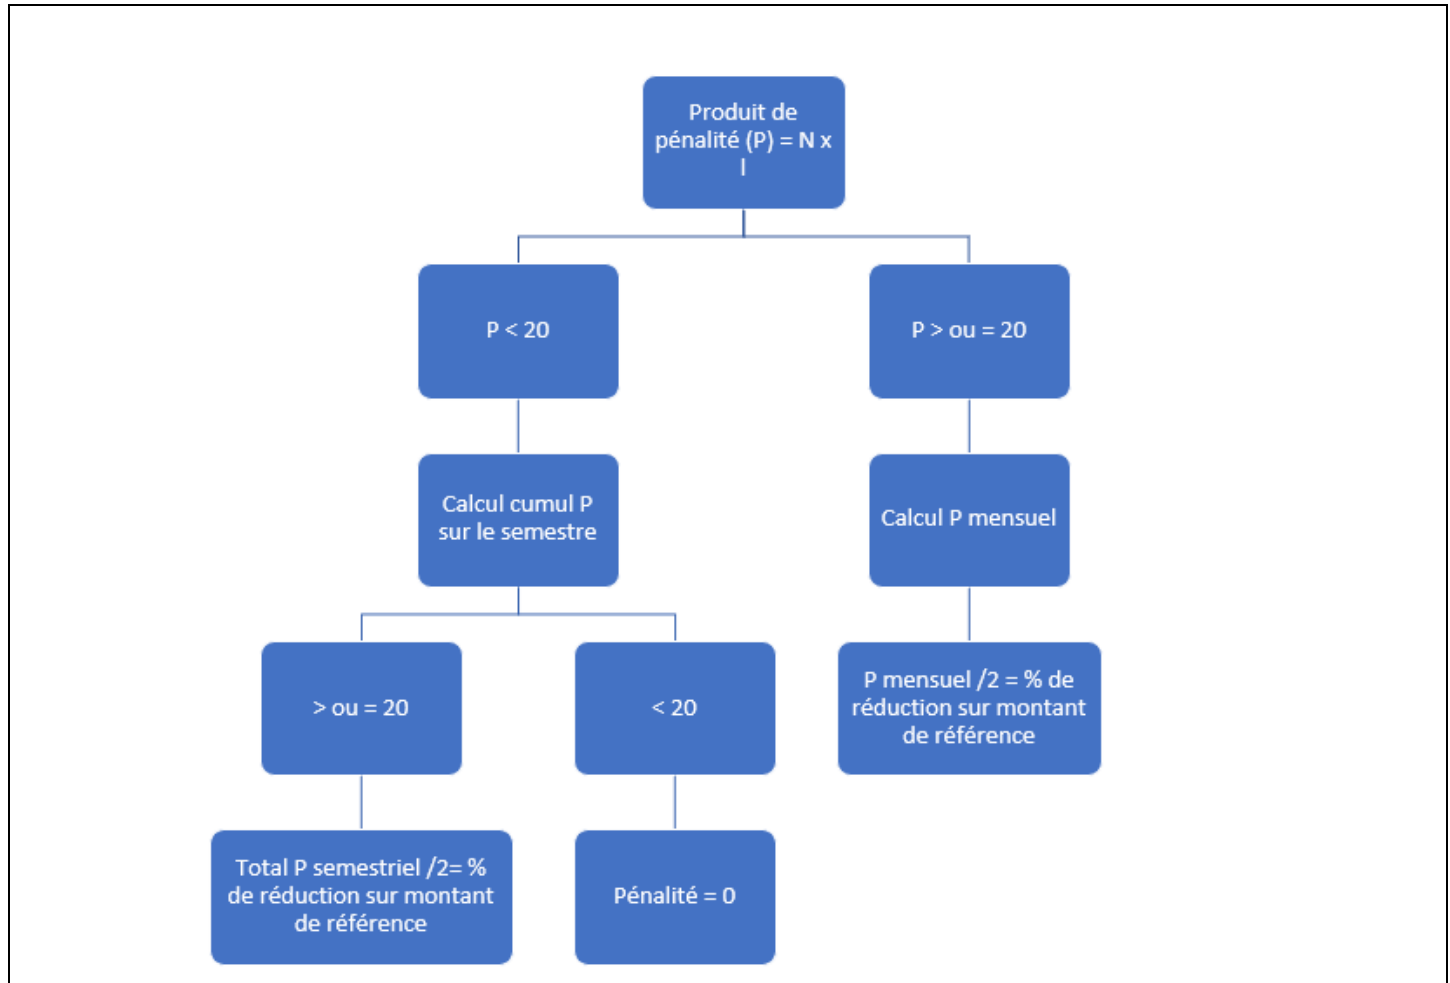 Produit de
pénalité (P) = N x
I
P < 20
P > ou = 20
Calcul cumul P
sur le semestre
Calcul P mensuel
> ou = 20
< 20
P mensuel /2 = % de
réduction sur montant
de référence
Total P semestriel /2= %
de réduction sur montant
de référence
Pénalité = 0